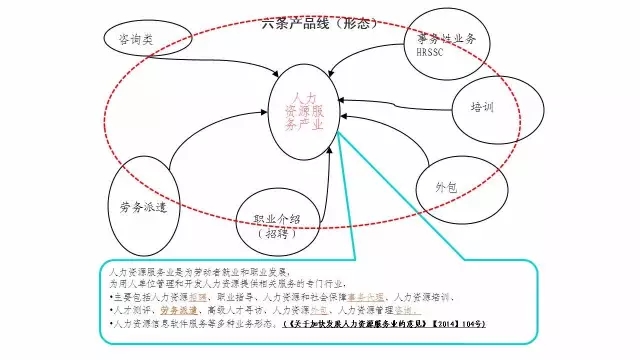 六条产品线（形态）
咨询类
事务性业务
HRSSC
人力
资源服
务产业
培训
外包
劳务派遣
职业介绍
（招聘）
人力资源服务业是为劳动者就业和职业发展，
为用人单位管理和开发人力资源提供相关服务的专门行业，
•主要包括人力资源招聘、职业指导、人力资源和社会保障事务代理、人力资源培训、
•人才测评、劳务派遣、高级人才寻访、人力资源外包、人力资源管理咨询、
•人力资源信息软件服务等多种业务形态。（《关于加快发展人力资源服务业的意见》【2014】104号）